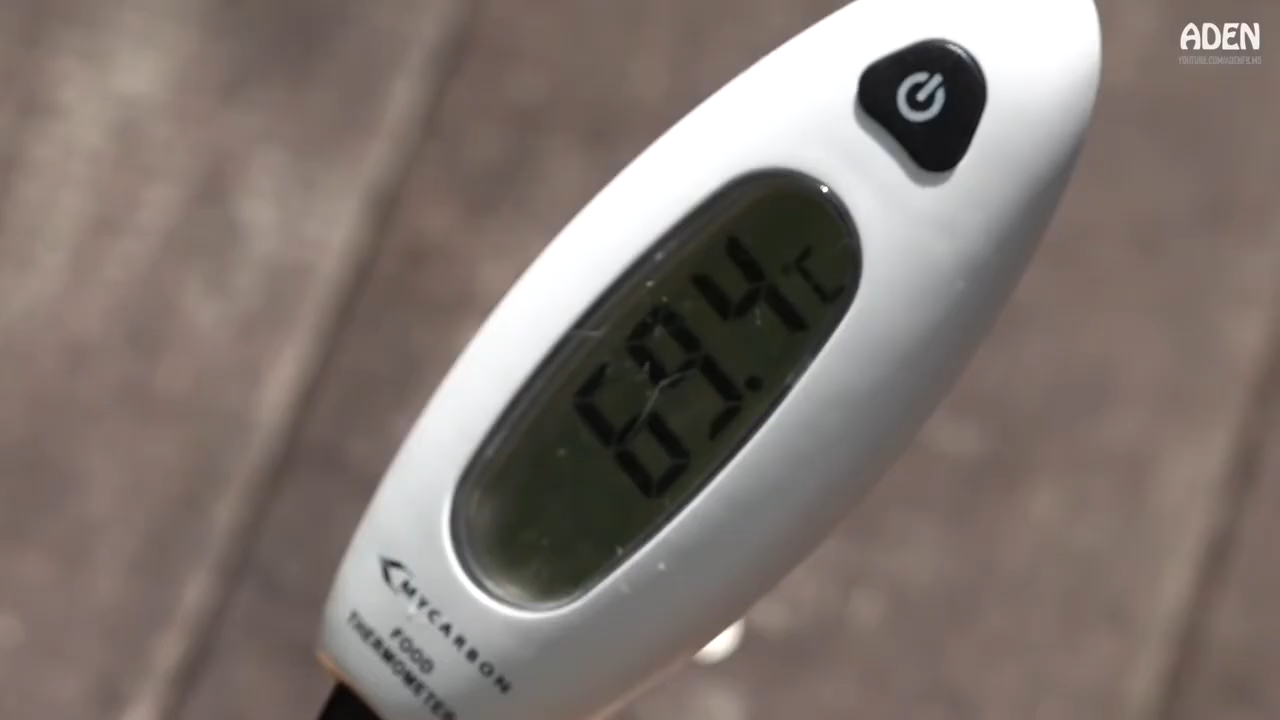 ADEN
YOUTUBE.COM/ADENFILMS
69.4 °C
MYCARBON
FOOD
THERMOMETER